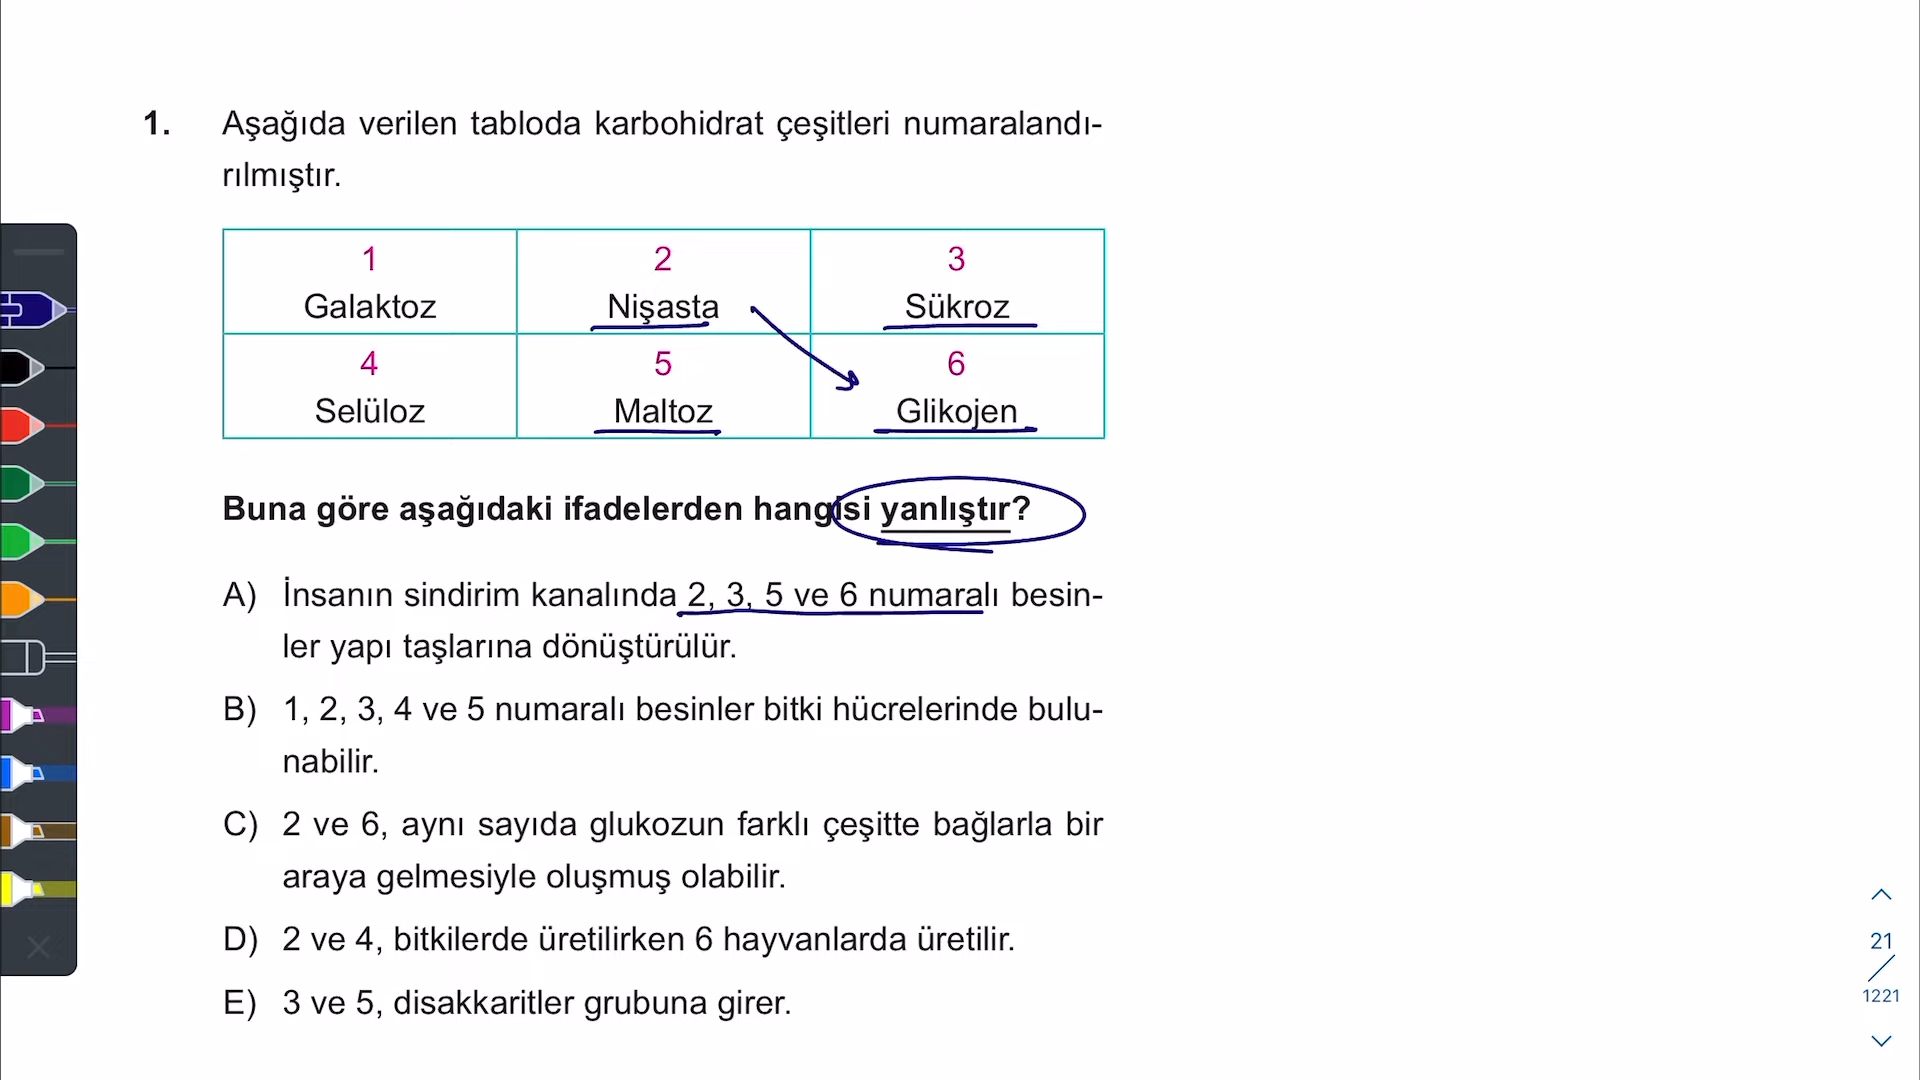 1. Aşağıda verilen tabloda karbohidrat çeşitleri numaralandı-
rılmıştır.
1 2 3
Galaktoz Nişasta Sükroz
4 5 6
Selüloz Maltoz Glikojen
Buna göre aşağıdaki ifadelerden hangisi yanlıştır?
A) İnsanın sindirim kanalında 2, 3, 5 ve 6 numaralı besin-
ler yapı taşlarına dönüştürülür.
B) 1, 2, 3, 4 ve 5 numaralı besinler bitki hücrelerinde bulu-
nabilir.
C) 2 ve 6, aynı sayıda glukozun farklı çeşitte bağlarla bir
araya gelmesiyle oluşmuş olabilir.
D) 2 ve 4, bitkilerde üretilirken 6 hayvanlarda üretilir.
E) 3 ve 5, disakkaritler grubuna girer.
21
1221